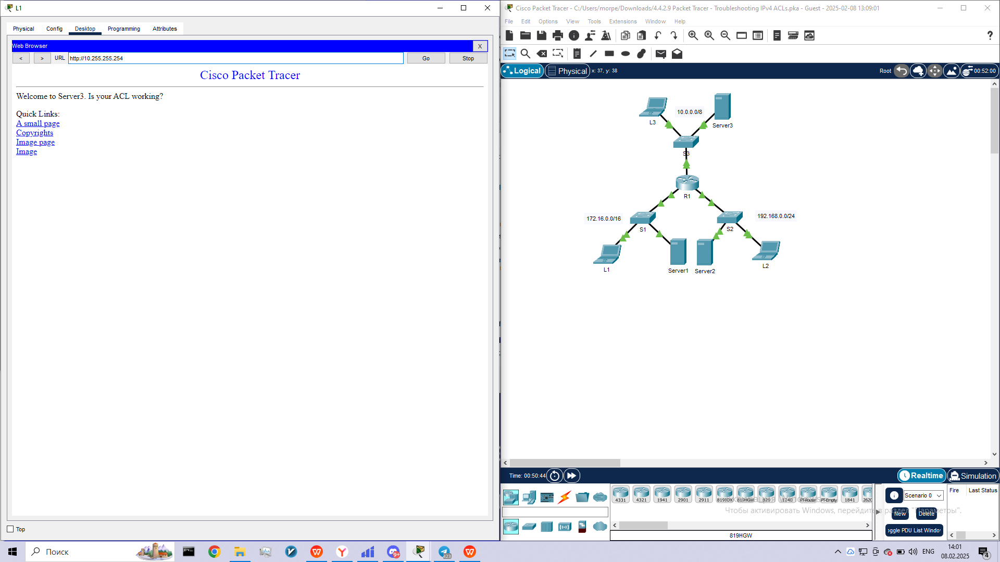 L1
Physical
Config
Desktop
Programming
Attributes
Web Browser
X
<
>
URL
http://10.255.255.254
Go
Stop
Cisco Packet Tracer
Welcome to Server3. Is your ACL working?
Quick Links:
A small page
Copyrights
Image page
Image
Top
Cisco Packet Tracer - C:/Users/morpe/Downloads/4.4.2.9 Packet Tracer - Troubleshooting IPv4 ACLs.pka - Guest - 2025-02-08 13:09:01
File
Edit
Options
View
Tools
Extensions
Window
Help
Logical
Physical
x: 37, y: 38
Root
00:52:00
L3
10.0.0.0/8
Server3
S3
R1
172.16.0.0/16
S1
S2
192.168.0.0/24
L1
Server1
Server2
L2
Time: 00:50:44
Realtime
Simulation
4331
4321
1941
2901
2911
819IOX
819HGW
829
1240
PT-Router
PT-Empty
1841
2620
819HGW
Scenario 0
New
Delete
Fire
Last Status
Чтобы активировать Windows, перейдите в раздел "Параметры".
Поиск
9+
423
ENG
14:01
08.02.2025
4